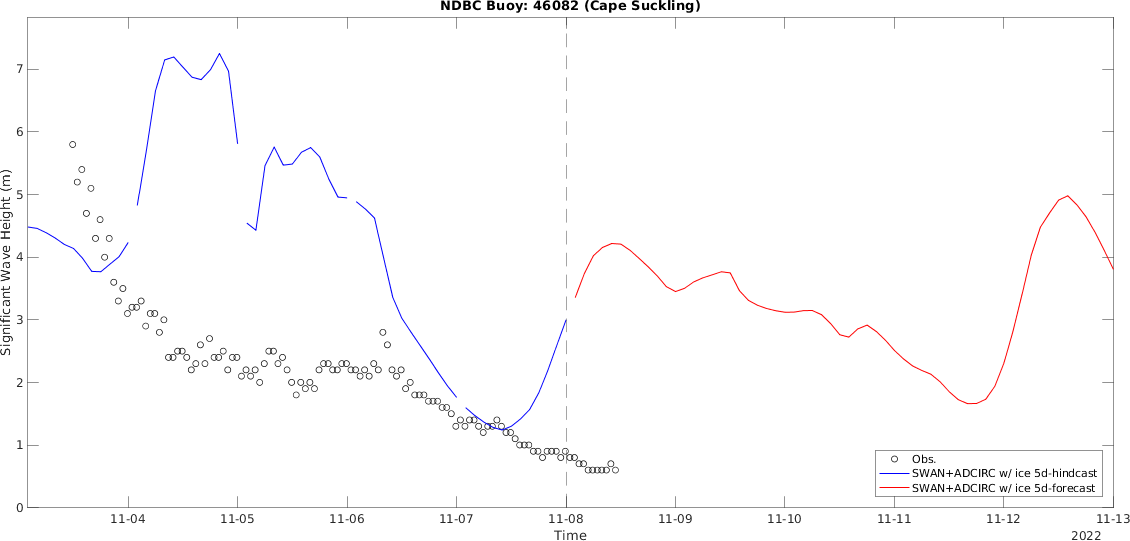 NDBC Buoy: 46082 (Cape Suckling)
Significant Wave Height (m)
7
6
5
4
3
2
1
0
Obs.
SWAN+ADCIRC w/ ice 5d-hindcast
SWAN+ADCIRC w/ ice 5d-forecast
11-04 11-05 11-06 11-07 11-08 11-09 11-10 11-11 11-12 11-13
Time
2022